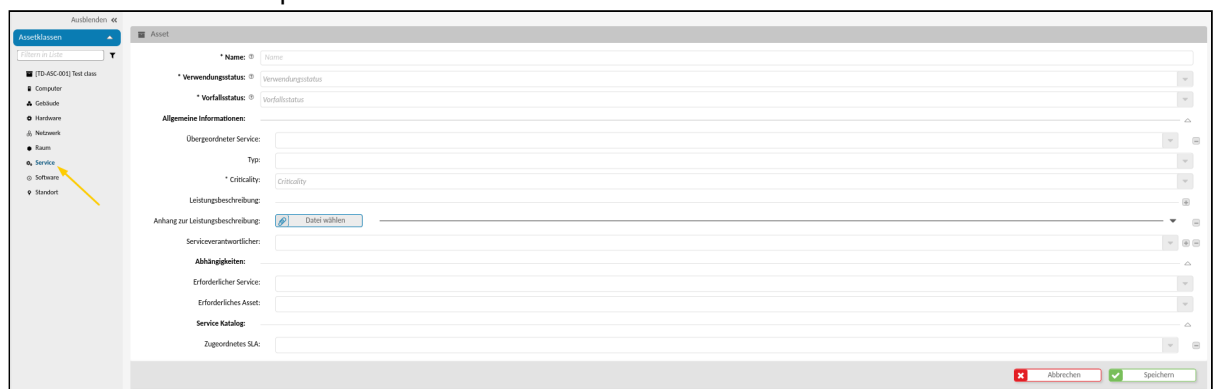 Ausblenden «
Assetklassen
Filtern in Liste
[TD-ASC-001] Test class
Computer
Gebäude
Hardware
Netzwerk
Raum
Service
Software
Standort
Asset
* Name: Name
* Verwendungsstatus: Verwendungsstatus
* Vorfallsstatus: Vorfallsstatus
Allgemeine Informationen:
Übergeordneter Service:
Typ:
* Criticality: Criticality
Leistungsbeschreibung:
Anhang zur Leistungsbeschreibung: Datei wählen
Serviceverantwortlicher:
Abhängigkeiten:
Erforderlicher Service:
Erforderliches Asset:
Service Katalog:
Zugeordnetes SLA:
Abbrechen Speichern